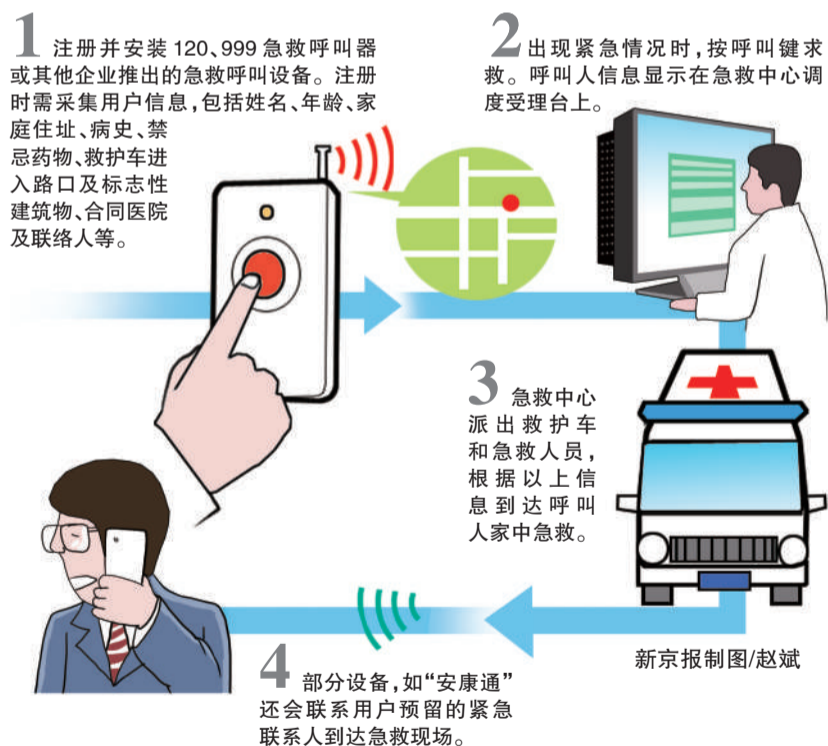 1 注册并安装 120、999 急救呼叫器
或其他企业推出的急救呼叫设备。注册
时需采集用户信息，包括姓名、年龄、家
庭住址、病史、禁
忌药物、救护车进
入路口及标志性
建筑物、合同医院
及联络人等。
2 出现紧急情况时，按呼叫键求
救。呼叫人信息显示在急救中心调
度受理台上。
3 急救中心
派出救护车
和急救人员，
根据以上信
息到达呼叫
人家中急救。
4 部分设备，如“安康通”
还会联系用户预留的紧急
联系人到达急救现场。
新京报制图/赵斌